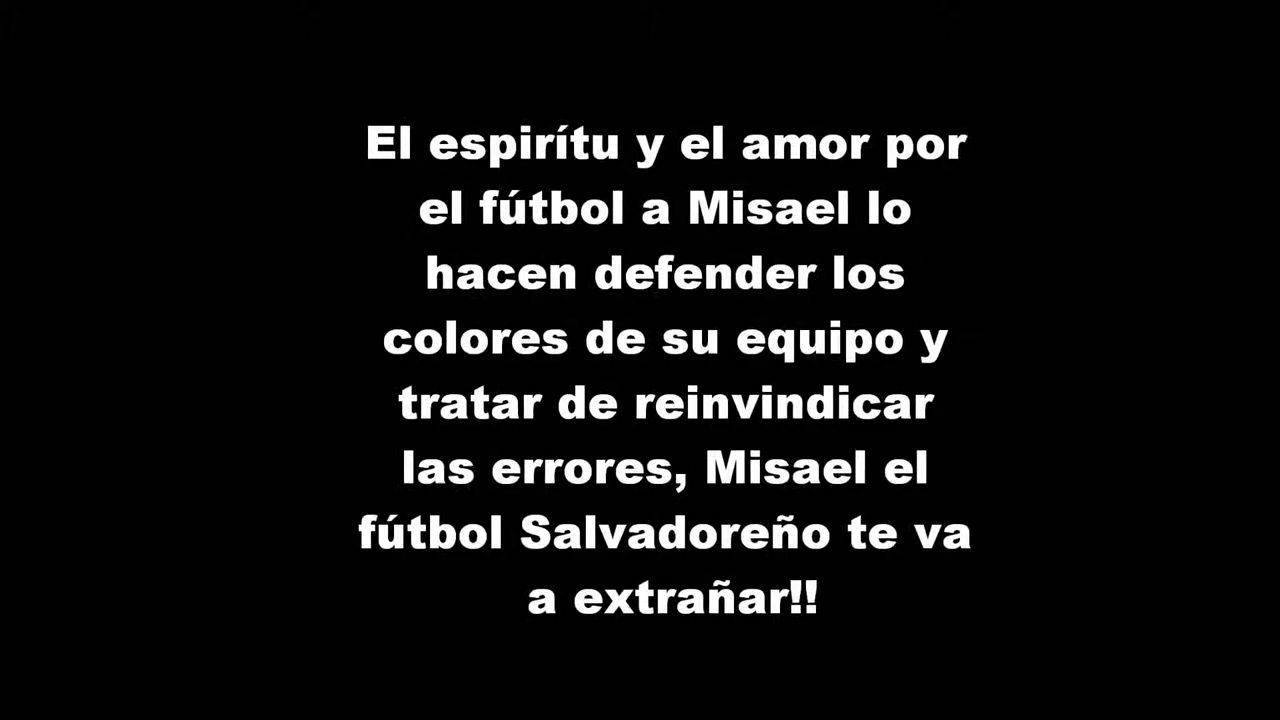 El espirítu y el amor por
el fútbol a Misael lo
hacen defender los
colores de su equipo y
tratar de reinvindicar
las errores, Misael el
fútbol Salvadoreño te va
a extrañar!!